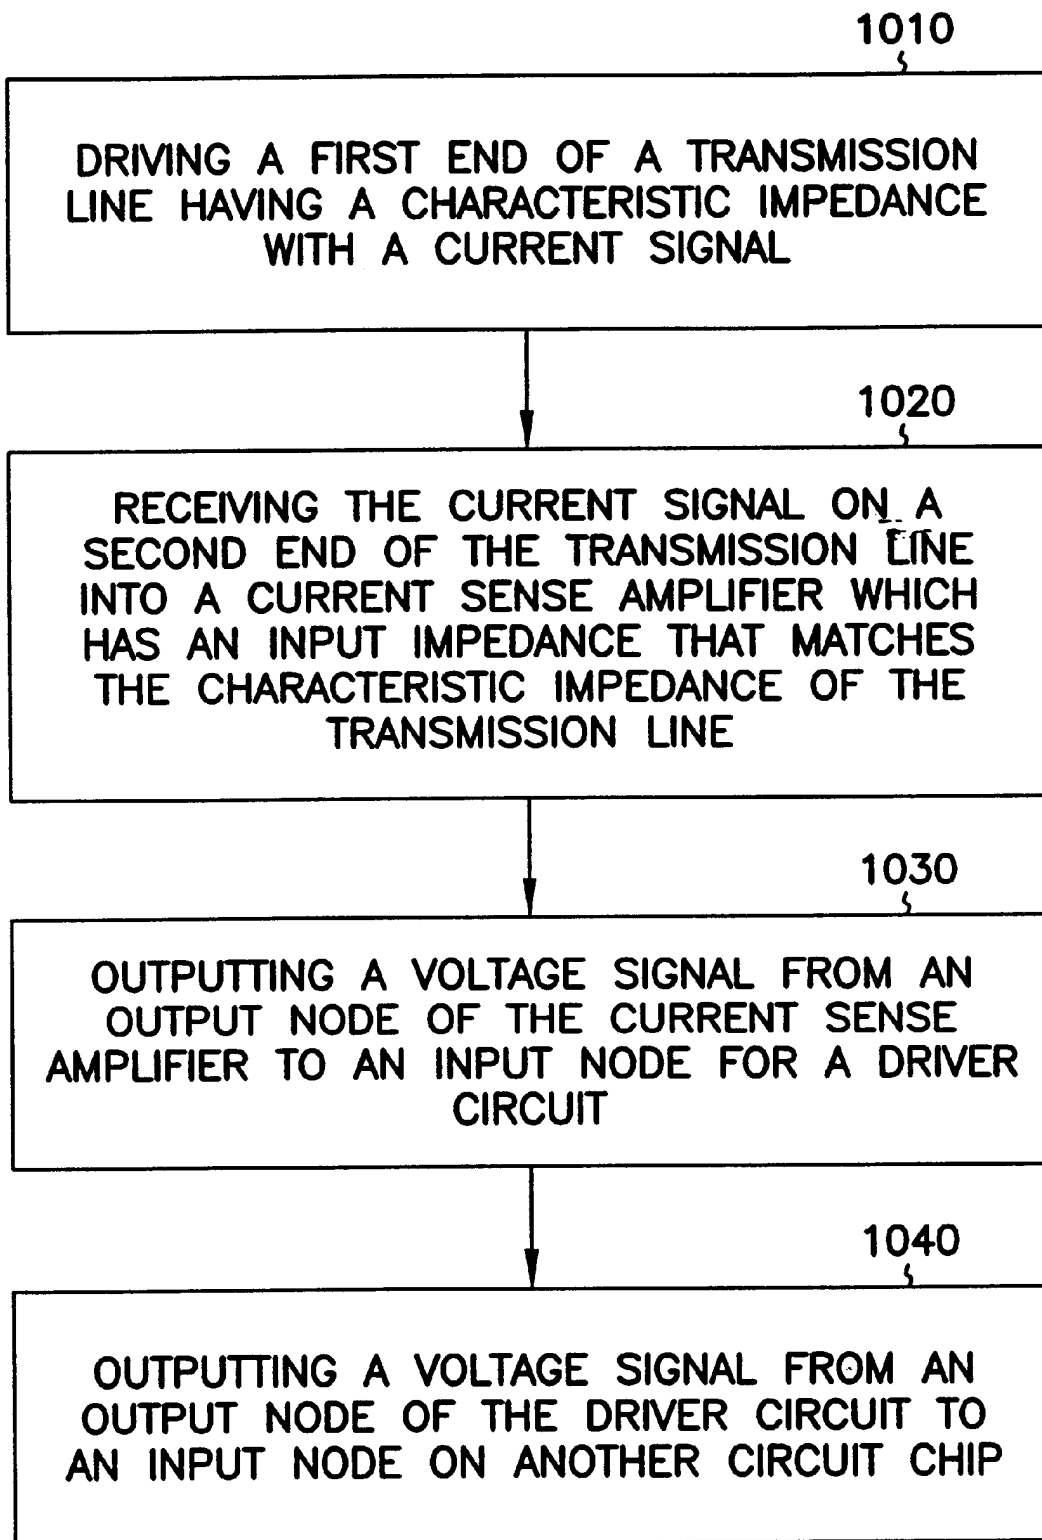 1010
DRIVING A FIRST END OF A TRANSMISSION
LINE HAVING A CHARACTERISTIC IMPEDANCE
WITH A CURRENT SIGNAL
1020
RECEIVING THE CURRENT SIGNAL ON A
SECOND END OF THE TRANSMISSION LINE
INTO A CURRENT SENSE AMPLIFIER WHICH
HAS AN INPUT IMPEDANCE THAT MATCHES
THE CHARACTERISTIC IMPEDANCE OF THE
TRANSMISSION LINE
1030
OUTPUTTING A VOLTAGE SIGNAL FROM AN
OUTPUT NODE OF THE CURRENT SENSE
AMPLIFIER TO AN INPUT NODE FOR A DRIVER
CIRCUIT
1040
OUTPUTTING A VOLTAGE SIGNAL FROM AN
OUTPUT NODE OF THE DRIVER CIRCUIT TO
AN INPUT NODE ON ANOTHER CIRCUIT CHIP